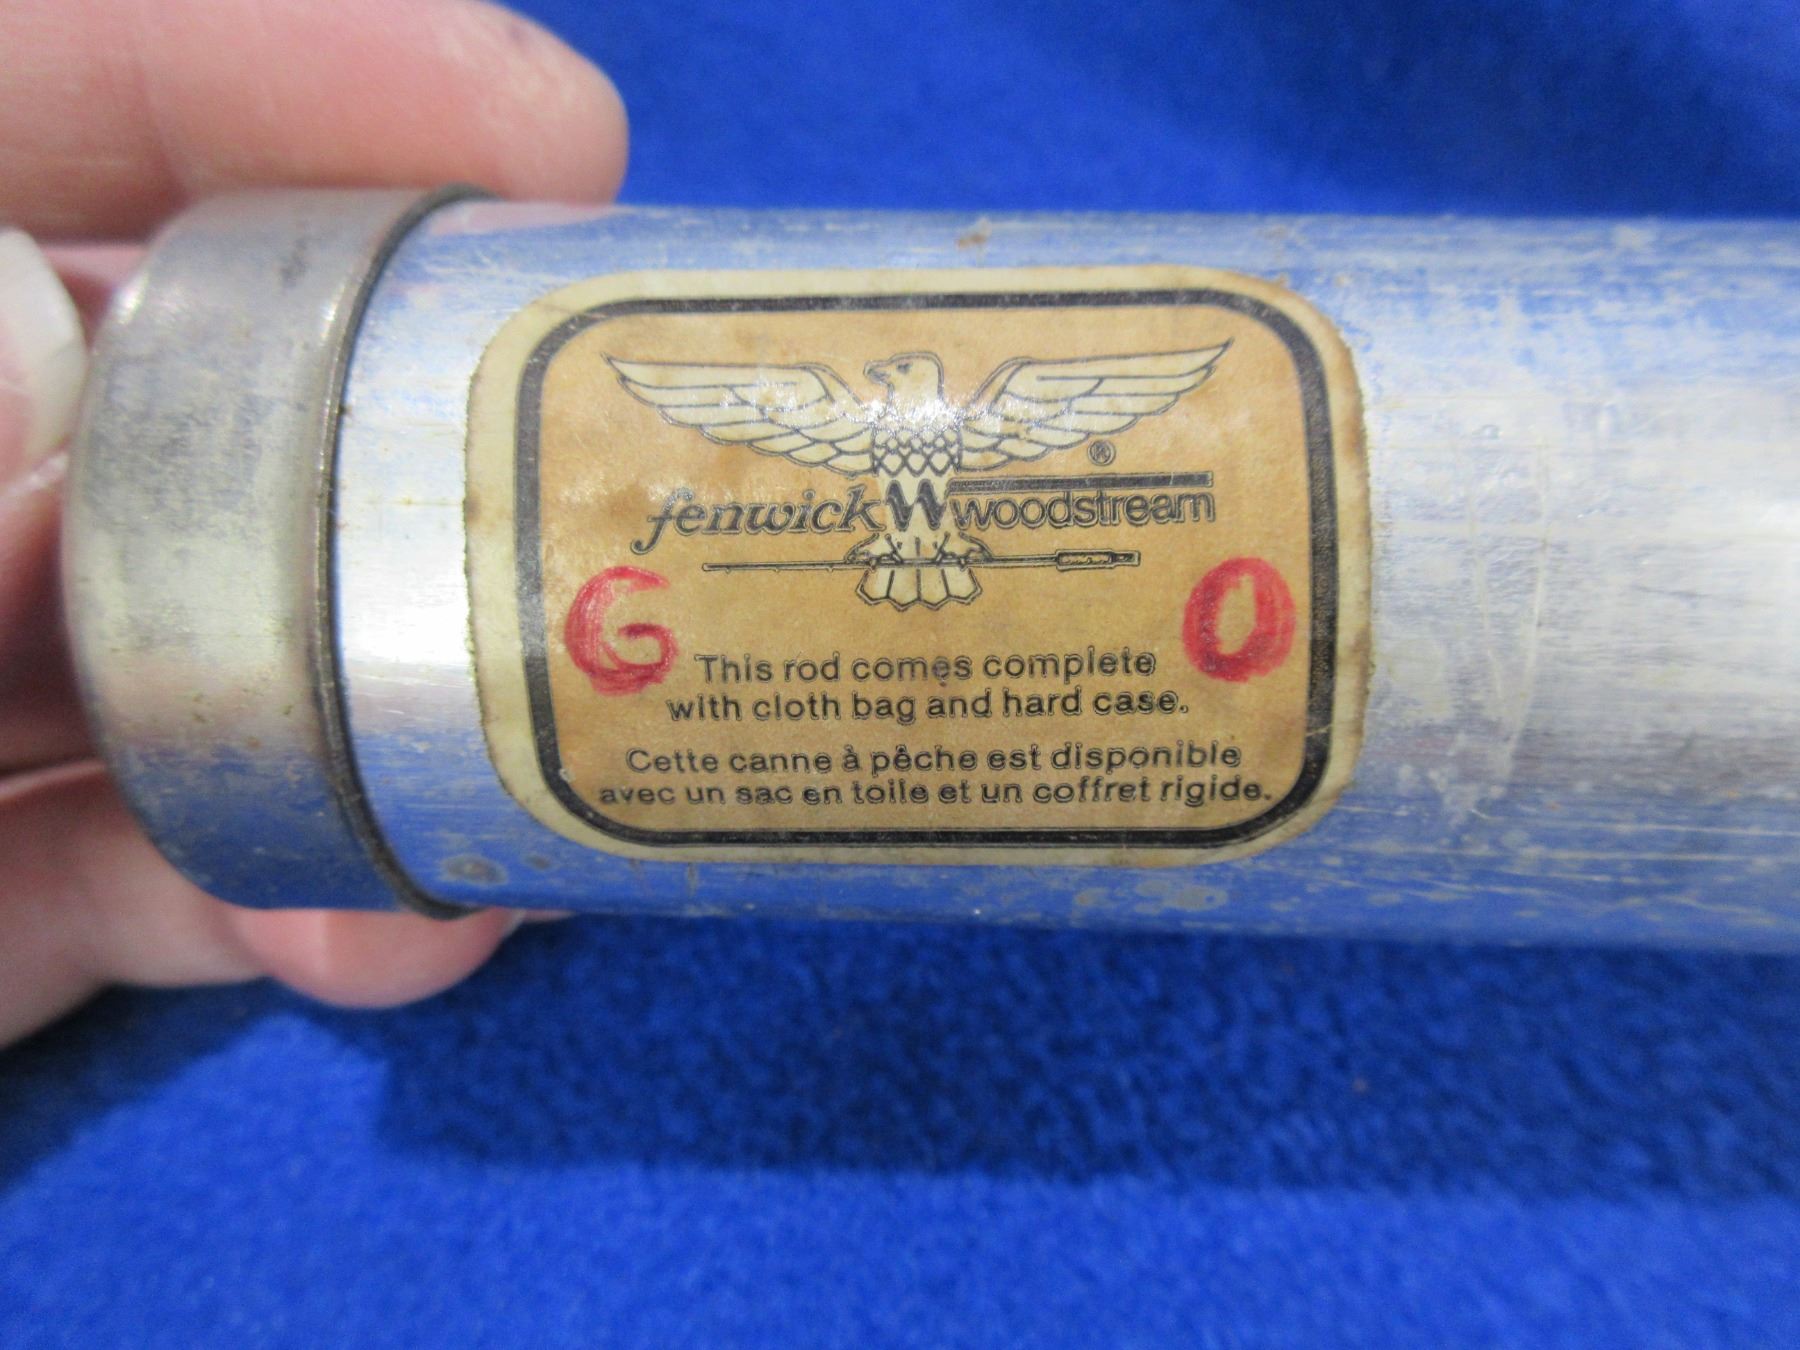 ®
fenwick W woodstream
G O
This rod comes complete
with cloth bag and hard case.
Cette canne à pêche est disponible
avec un sac en toile et un coffret rigide.